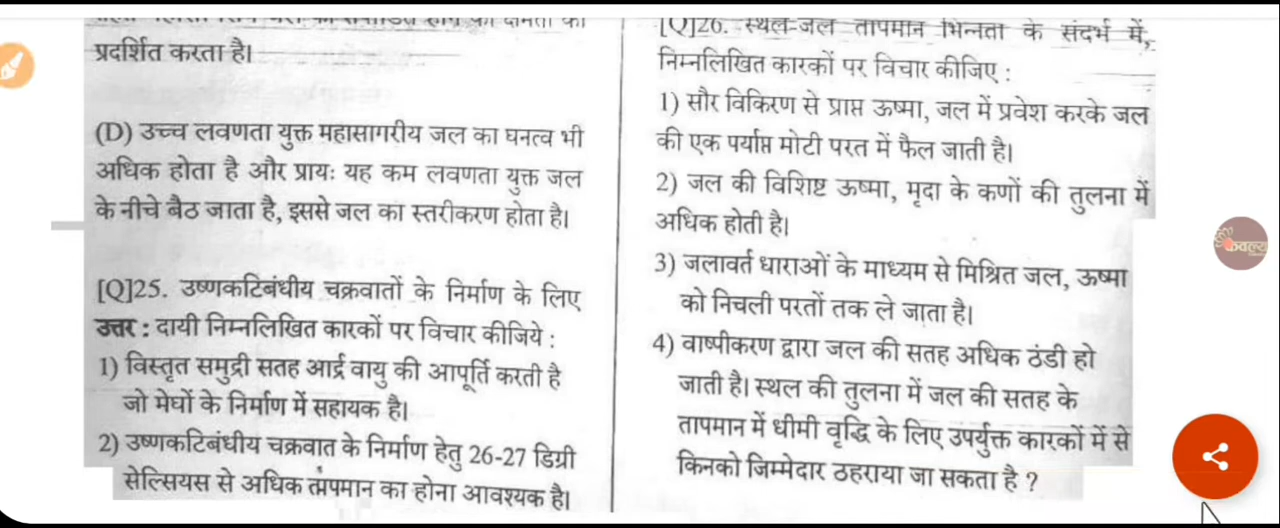 प्रदर्शित करता है।
(D) उच्च लवणता युक्त महासागरीय जल का घनत्व भी
अधिक होता है और प्रायः यह कम लवणता युक्त जल
के नीचे बैठ जाता है, इससे जल का स्तरीकरण होता है।
[Q]25. उष्णकटिबंधीय चक्रवातों के निर्माण के लिए
उत्तर : दायी निम्नलिखित कारकों पर विचार कीजिये :
1) विस्तृत समुद्री सतह आर्द्र वायु की आपूर्ति करती है
जो मेघों के निर्माण में सहायक है।
2) उष्णकटिबंधीय चक्रवात के निर्माण हेतु 26-27 डिग्री
सेल्सियस से अधिक तापमान का होना आवश्यक है।
[Q]26. स्थल-जल तापमान भिन्नता के संदर्भ में,
निम्नलिखित कारकों पर विचार कीजिए :
1) सौर विकिरण से प्राप्त ऊष्मा, जल में प्रवेश करके जल
की एक पर्याप्त मोटी परत में फैल जाती है।
2) जल की विशिष्ट ऊष्मा, मृदा के कणों की तुलना में
अधिक होती है।
3) जलावर्त धाराओं के माध्यम से मिश्रित जल, ऊष्मा
को निचली परतों तक ले जाता है।
4) वाष्पीकरण द्वारा जल की सतह अधिक ठंडी हो
जाती है। स्थल की तुलना में जल की सतह के
तापमान में धीमी वृद्धि के लिए उपर्युक्त कारकों में से
किनको जिम्मेदार ठहराया जा सकता है ?
कैवल्य